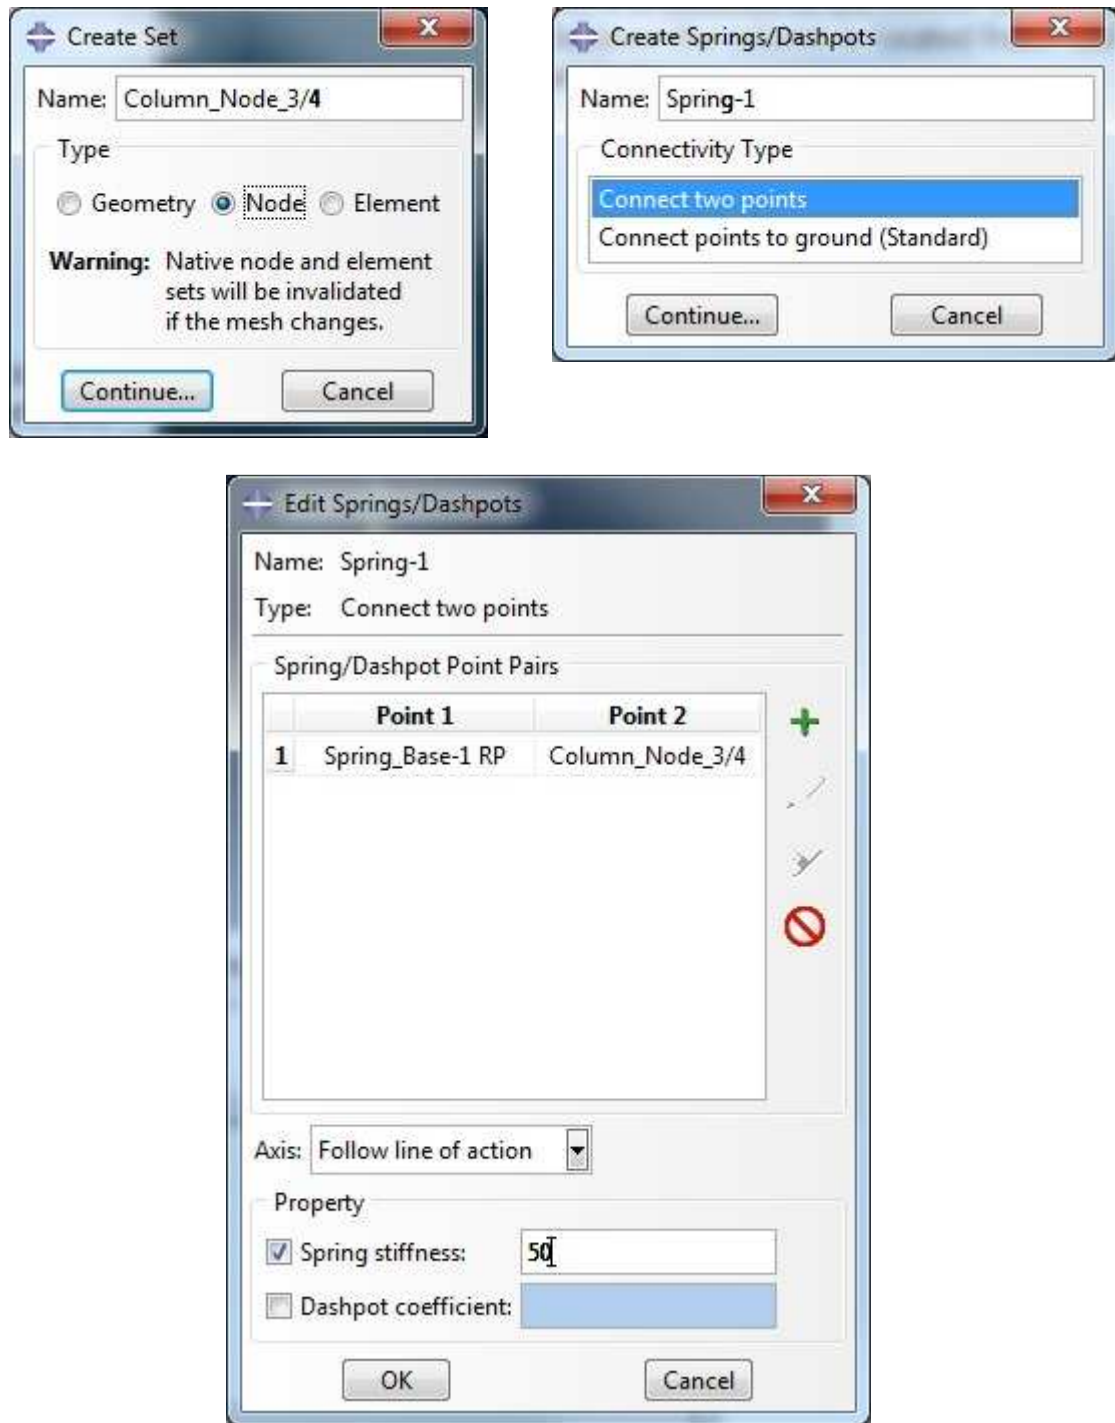 Create Set
Name: Column_Node_3/4
Type
Geometry Node Element
Warning: Native node and element
sets will be invalidated
if the mesh changes.
Continue... Cancel
Create Springs/Dashpots
Name: Spring-1
Connectivity Type
Connect two points
Connect points to ground (Standard)
Continue... Cancel
Edit Springs/Dashpots
Name: Spring-1
Type: Connect two points
Spring/Dashpot Point Pairs
Point 1 Point 2
1 Spring_Base-1 RP Column_Node_3/4
Axis: Follow line of action
Property
Spring stiffness: 50
Dashpot coefficient:
OK Cancel